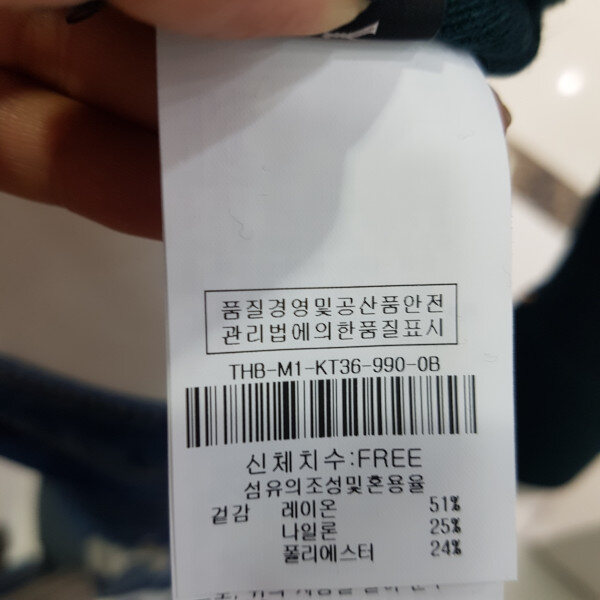 품질경영및공산품안전
관리법에의한품질표시
THB-M1-KT36-990-0B
신체치수:FREE
섬유의조성및혼용율
겉감 레이온 51%
나일론 25%
폴리에스터 24%